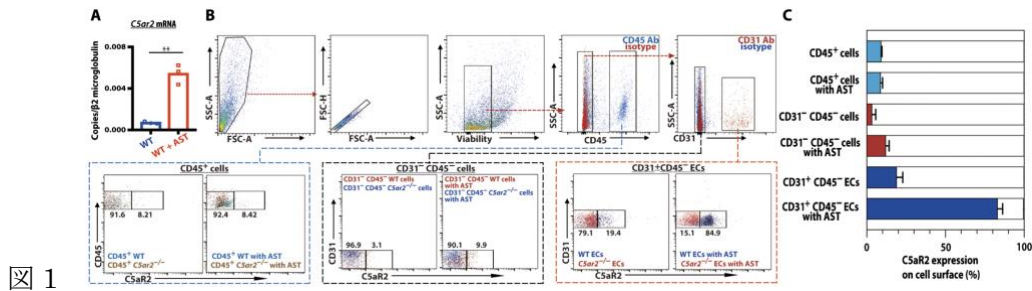 A
C5ar2 mRNA
++
0.008
0.004
0.000
Copies/β2 microglobulin
WT
WT + AST
B
SSC-A
FSC-A
FSC-H
FSC-A
SSC-A
Viability
CD45 Ab
isotype
SSC-A
CD45
CD31 Ab
isotype
SSC-A
CD31
CD45⁺ cells
91.6 8.21
CD45⁺ WT
CD45⁺ C5ar2⁻/⁻
92.4 8.42
CD45⁺ WT with AST
CD45⁺ C5ar2⁻/⁻ with AST
CD45
C5aR2
CD31⁻ CD45⁻ cells
CD31⁻ CD45⁻ WT cells
CD31⁻ CD45⁻ C5ar2⁻/⁻ cells
96.9 3.1
CD31⁻ CD45⁻ WT cells
with AST
CD31⁻ CD45⁻ C5ar2⁻/⁻ cells
with AST
90.1 9.9
CD31
C5aR2
CD31+CD45⁻ ECs
79.1 19.4
WT ECs
C5ar2⁻/⁻ ECs
15.1 84.9
WT ECs with AST
C5ar2⁻/⁻ ECs with AST
CD31
C5aR2
C
CD45⁺ cells
CD45⁺ cells
with AST
CD31⁻ CD45⁻ cells
CD31⁻ CD45⁻ cells
with AST
CD31⁺ CD45⁻ ECs
CD31⁺ CD45⁻ ECs
with AST
0 50 100
C5aR2 expression
on cell surface (%)
図 1